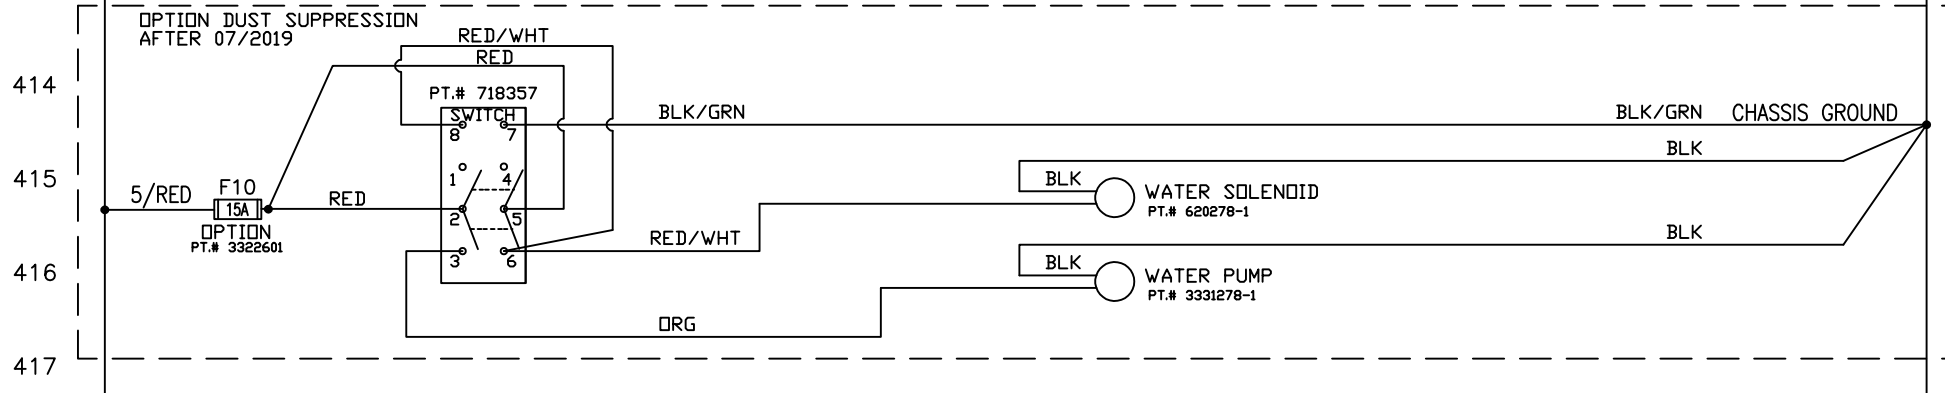 OPTION DUST SUPPRESSION
AFTER 07/2019
RED/WHT
RED
414
PT.# 718357
SWITCH
8
7
BLK/GRN
BLK/GRN
CHASSIS GROUND
BLK
415
1
4
5/RED
F10
15A
OPTION
PT.# 3322601
RED
2
5
BLK
WATER SOLENOID
PT.# 620278-1
RED/WHT
BLK
3
6
416
BLK
WATER PUMP
PT.# 3331278-1
ORG
417